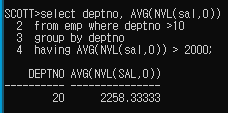 SCOTT>select deptno, AVG(NVL(sal,0))
2 from emp where deptno >10
3 group by deptno
4 having AVG(NVL(sal,0)) > 2000;
DEPTNO AVG(NVL(SAL,0))
---------- ---------------
20 2258.33333